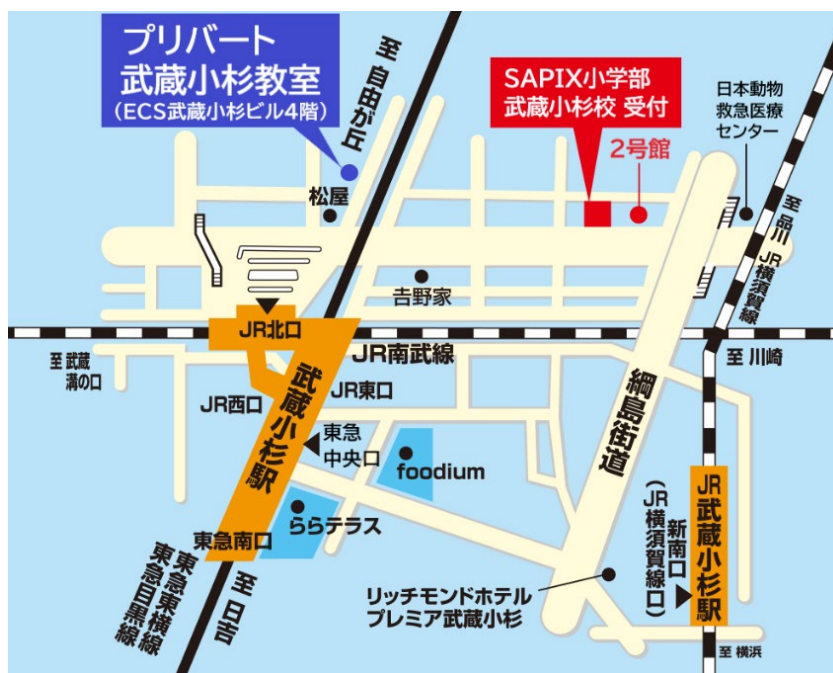 プリバート
武蔵小杉教室
(ECS武蔵小杉ビル4階)
至 自由が丘
SAPIX小学部
武蔵小杉校 受付
2号館
日本動物
救急医療
センター
至 品川
JR横須賀線
松屋
吉野家
JR北口
JR南武線
至 武蔵
溝の口
至 川崎
JR西口
JR東口
武蔵小杉駅
東急
中央口
foodium
綱島街道
ららテラス
東急南口
東急東横線
東急目黒線
至 日吉
リッチモンドホテル
プレミア武蔵小杉
新南口
(JR横須賀線口)
JR武蔵小杉駅
至 横浜